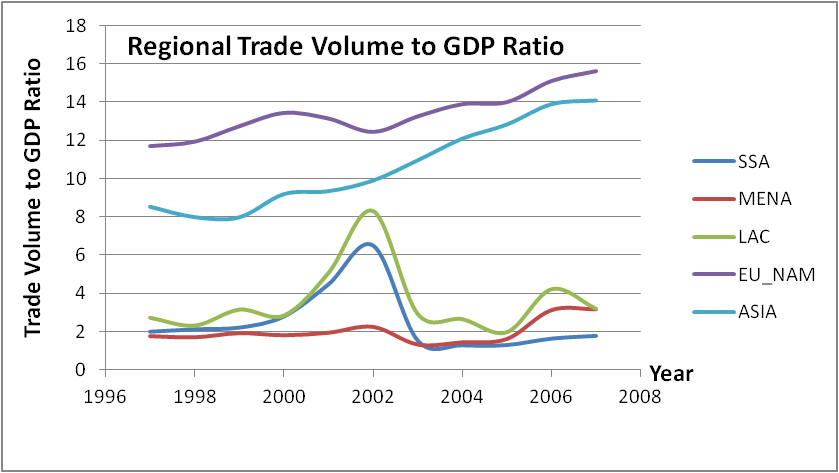 Regional Trade Volume to GDP Ratio
Trade Volume to GDP Ratio
18
16
14
12
10
8
6
4
2
0
1996 1998 2000 2002 2004 2006 2008
Year
SSA
MENA
LAC
EU_NAM
ASIA